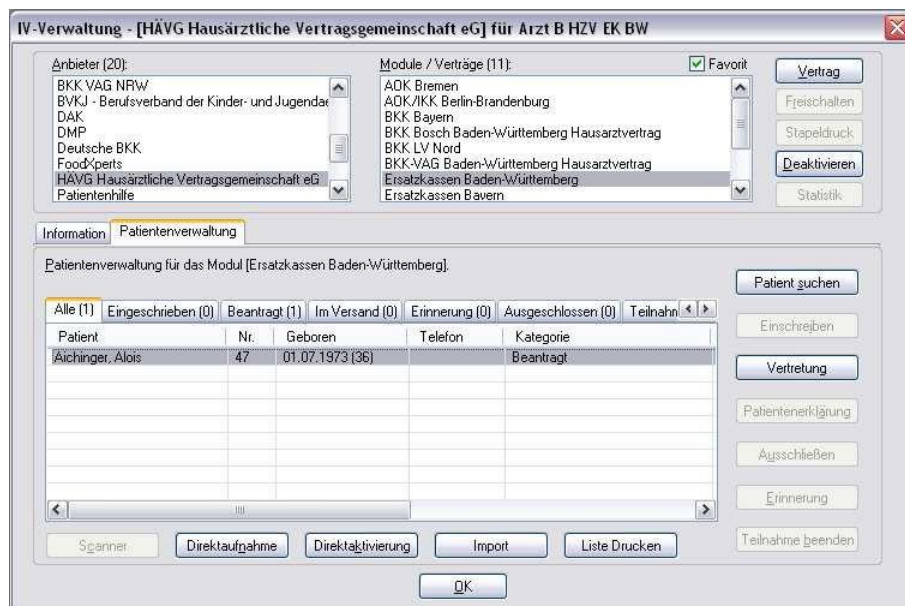 IV-Verwaltung - [HÄVG Hausärztliche Vertragsgemeinschaft eG] für Arzt B HZV EK BW
Anbieter (20):
BKK VAG NRW
BVKJ - Berufsverband der Kinder- und Jugendae
DAK
DMP
Deutsche BKK
FoodXperts
HÄVG Hausärztliche Vertragsgemeinschaft eG
Patientenhilfe
Module / Verträge (11):
Favorit
AOK Bremen
AOK/IKK Berlin-Brandenburg
BKK Bayern
BKK Bosch Baden-Württemberg Hausarztvertrag
BKK LV Nord
BKK-VAG Baden-Württemberg Hausarztvertrag
Ersatzkassen Baden-Württemberg
Ersatzkassen Bayern
Vertrag
Freischalten
Stapeldruck
Deaktivieren
Statistik
Information Patientenverwaltung
Patientenverwaltung für das Modul [Ersatzkassen Baden-Württemberg].
Alle (1) Eingeschrieben (0) Beantragt (1) Im Versand (0) Erinnerung (0) Ausgeschlossen (0) Teilnahn
Patient Nr. Geboren Telefon Kategorie
Aichinger, Alois 47 01.07.1973 (36) Beantragt
Patient suchen
Einschreiben
Vertretung
Patientenerklärung
Ausschließen
Erinnerung
Teilnahme beenden
Scanner Direktaufnahme Direktaktivierung Import Liste Drucken
OK